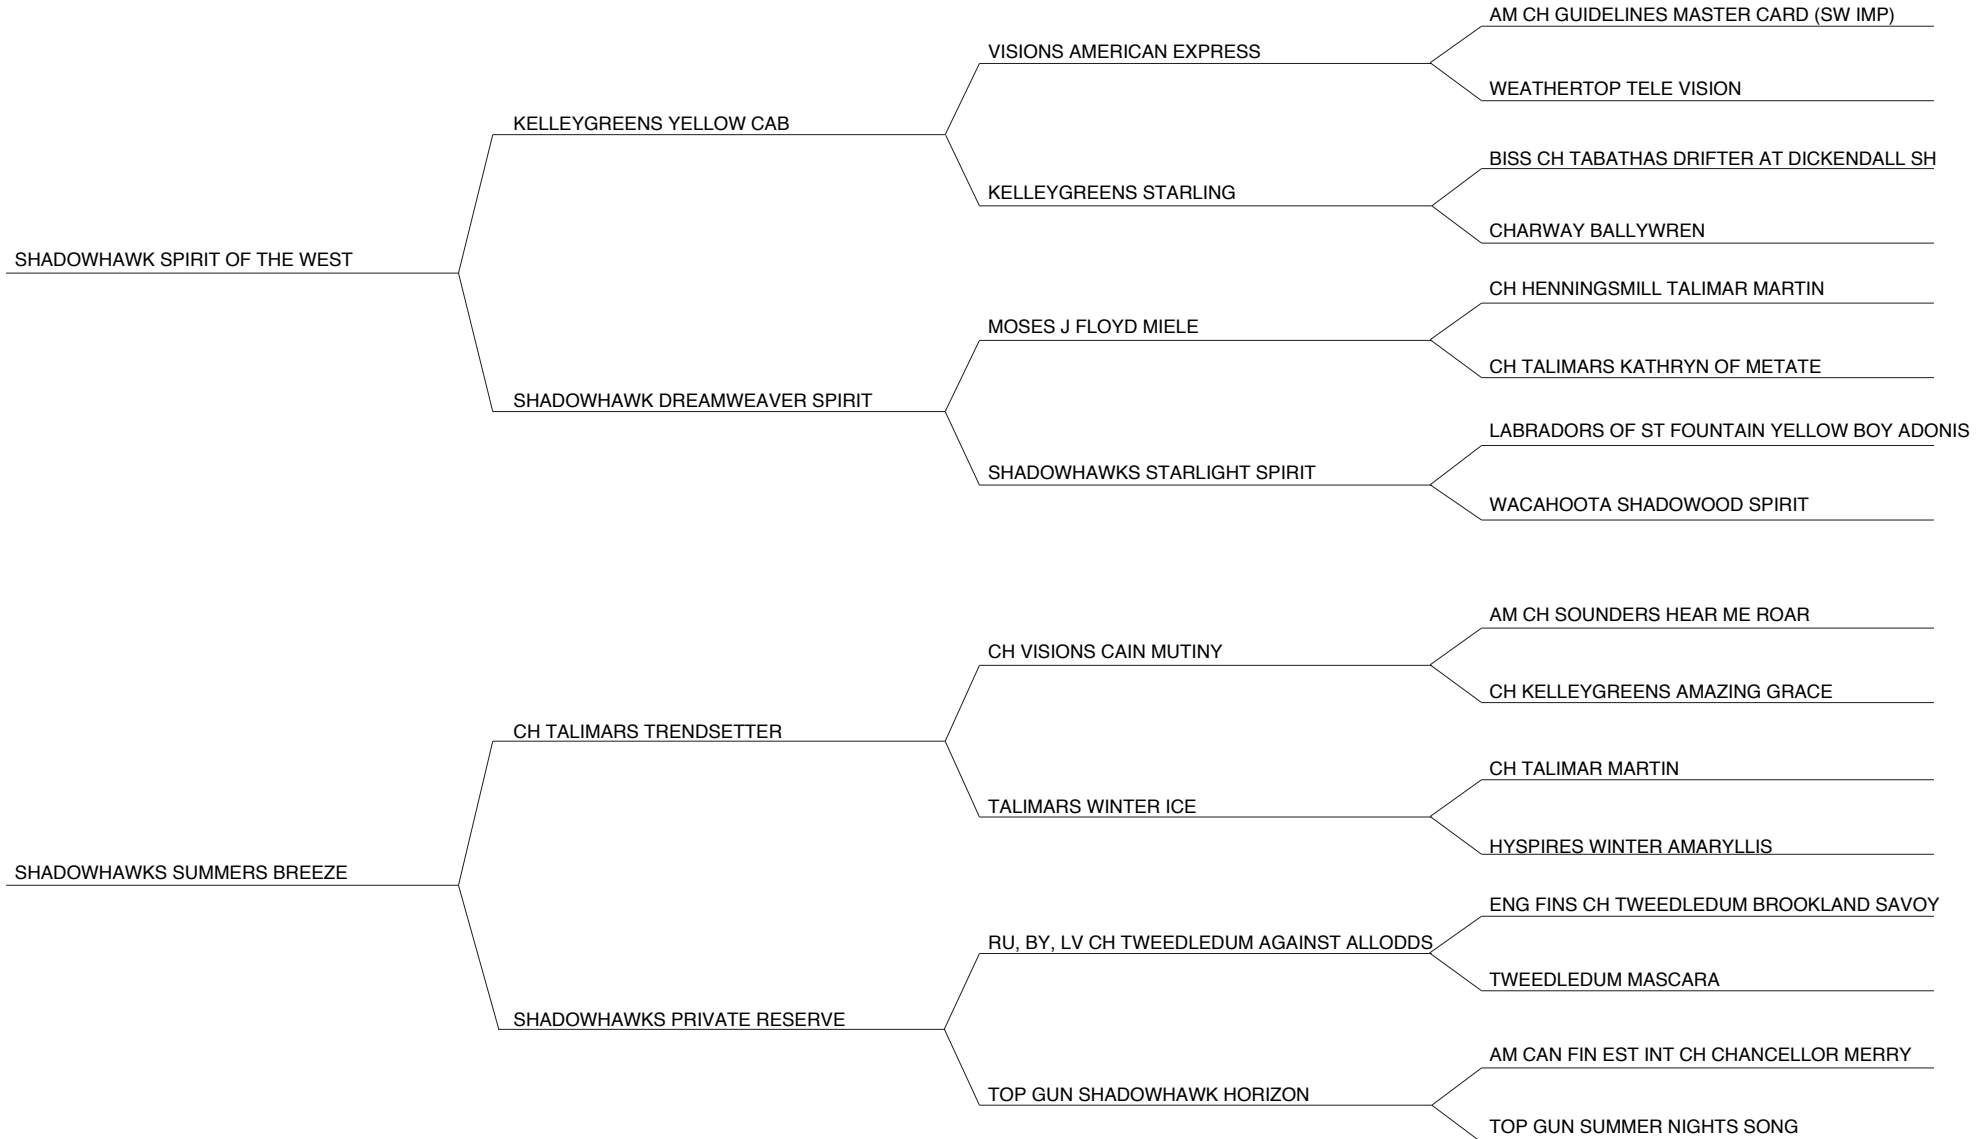 AM CH GUIDELINES MASTER CARD (SW IMP)
VISIONS AMERICAN EXPRESS
WEATHERTOP TELE VISION
KELLEYGREENS YELLOW CAB
BISS CH TABATHAS DRIFTER AT DICKENDALL SH
KELLEYGREENS STARLING
CHARWAY BALLYWREN
SHADOWHAWK SPIRIT OF THE WEST
CH HENNINGSMILL TALIMAR MARTIN
MOSES J FLOYD MIELE
CH TALIMARS KATHRYN OF METATE
SHADOWHAWK DREAMWEAVER SPIRIT
LABRADORS OF ST FOUNTAIN YELLOW BOY ADONIS
SHADOWHAWKS STARLIGHT SPIRIT
WACAHOOTA SHADOWOOD SPIRIT
AM CH SOUNDERS HEAR ME ROAR
CH VISIONS CAIN MUTINY
CH KELLEYGREENS AMAZING GRACE
CH TALIMARS TRENDSETTER
CH TALIMAR MARTIN
TALIMARS WINTER ICE
HYSPIRES WINTER AMARYLLIS
SHADOWHAWKS SUMMERS BREEZE
ENG FINS CH TWEEDLEDUM BROOKLAND SAVOY
RU, BY, LV CH TWEEDLEDUM AGAINST ALLODDS
TWEEDLEDUM MASCARA
SHADOWHAWKS PRIVATE RESERVE
AM CAN FIN EST INT CH CHANCELLOR MERRY
TOP GUN SHADOWHAWK HORIZON
TOP GUN SUMMER NIGHTS SONG